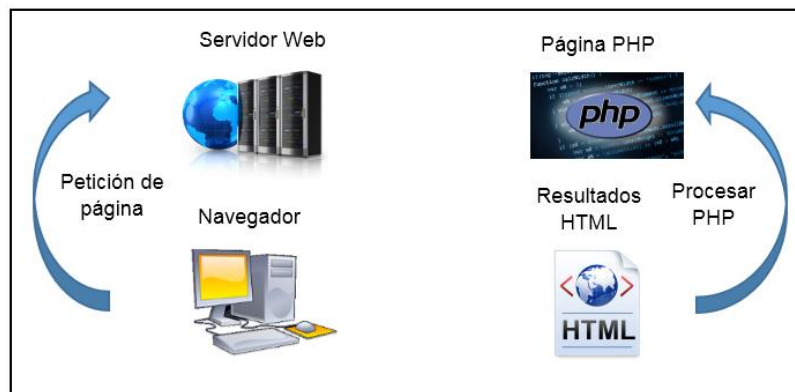 Servidor Web
Página PHP
php
Petición de
página
Navegador
Resultados
HTML
Procesar
PHP
HTML